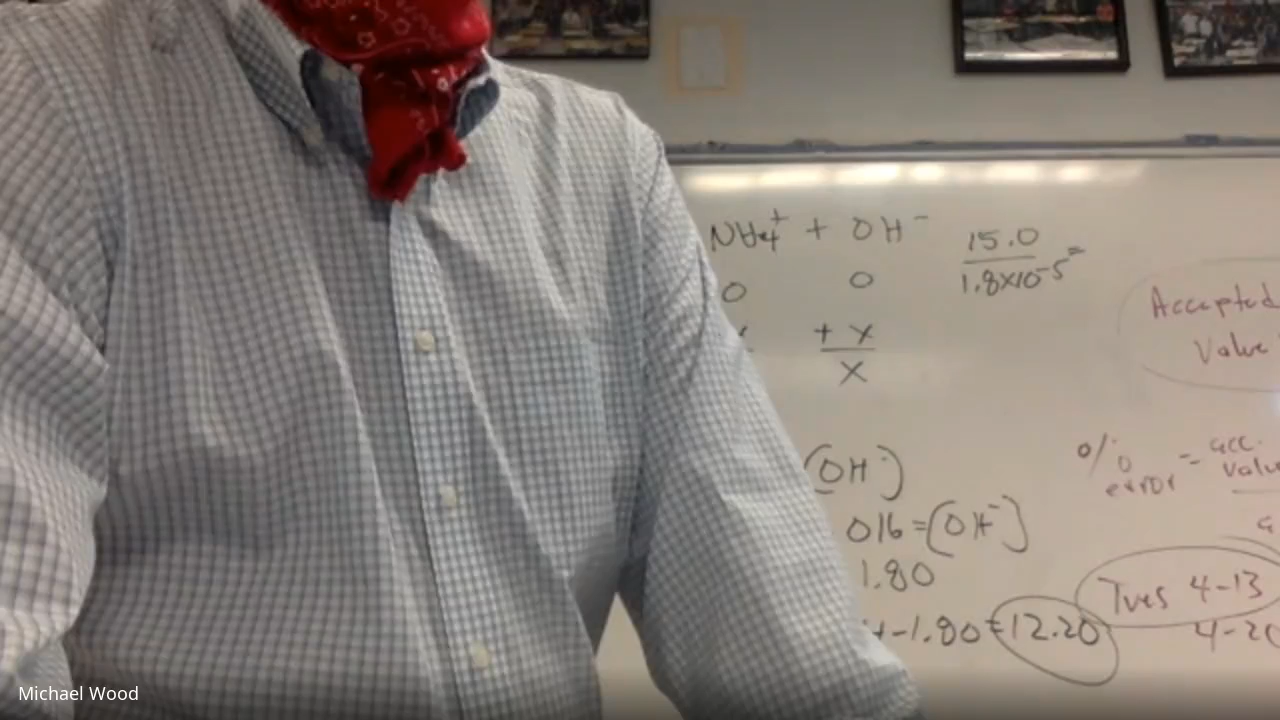 NH4+ + OH-
15.0
1.8x10-5 =
0 0
+ x
x
x
Accepted
Value
(OH-)
016 = (OH-)
1.80
-1.80 = 12.20
% error = acc. valu
Tues 4-13
4-20
Michael Wood